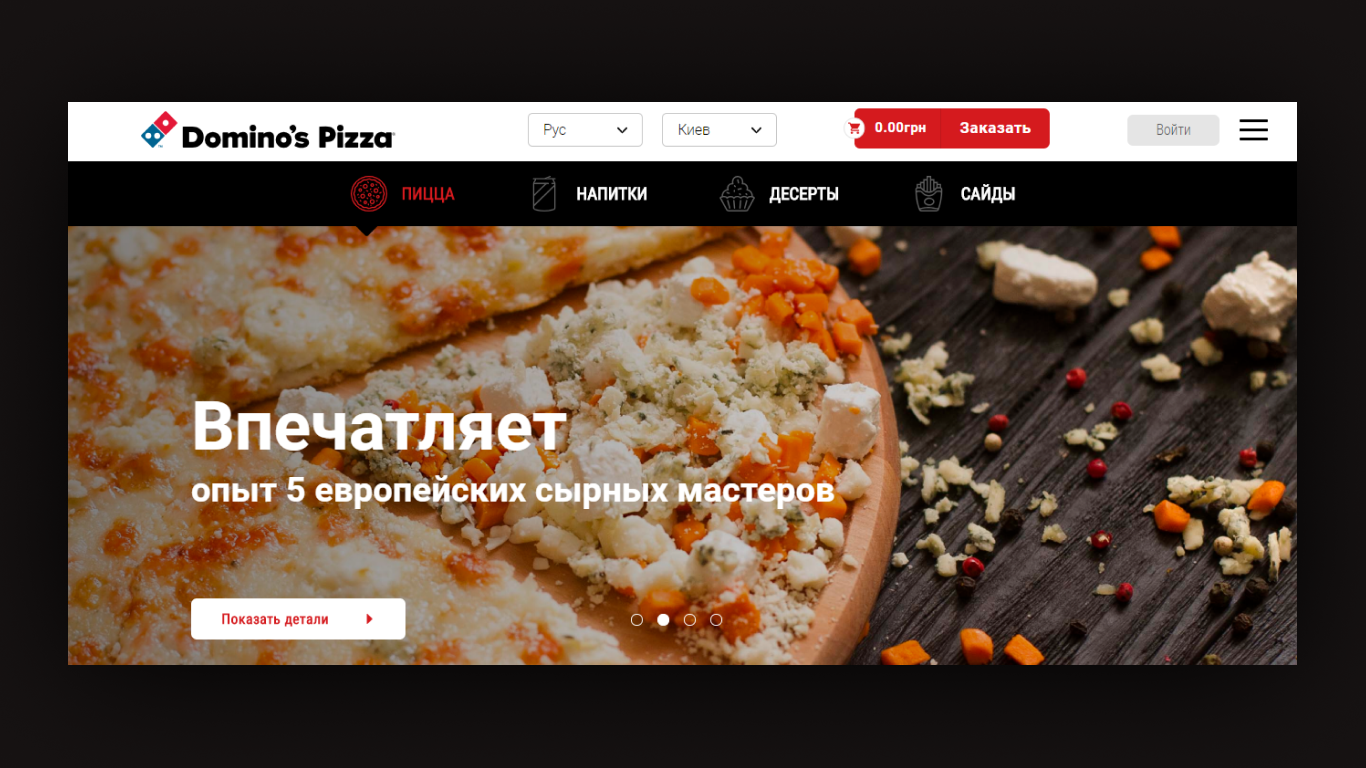 Domino's Pizza
Рус
Киев
0.00грн
Заказать
Войти
ПИЦЦА
НАПИТКИ
ДЕСЕРТЫ
САЙДЫ
Впечатляет
опыт 5 европейских сырных мастеров
Показать детали